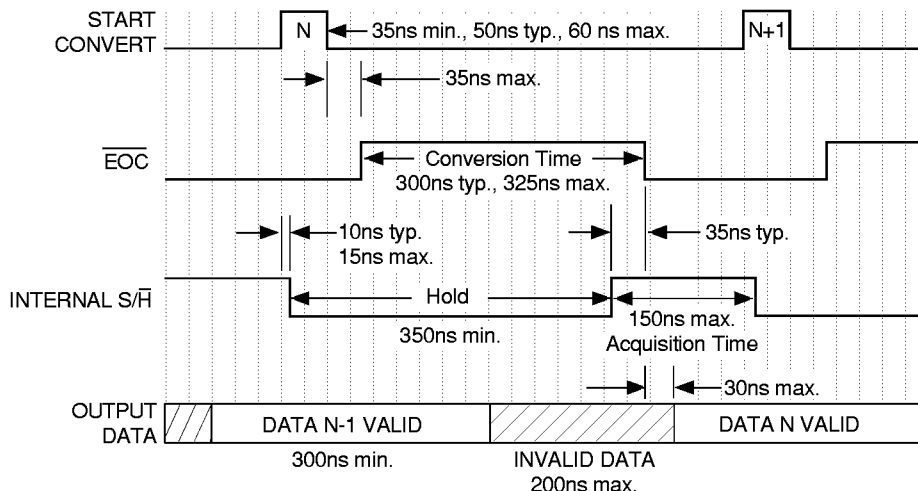 START CONVERT
N
35ns min., 50ns typ., 60 ns max.
N+1
35ns max.
EOC
Conversion Time
300ns typ., 325ns max.
10ns typ.
15ns max.
35ns typ.
INTERNAL S/H
Hold
350ns min.
150ns max.
Acquisition Time
30ns max.
OUTPUT DATA
DATA N-1 VALID
DATA N VALID
300ns min.
INVALID DATA
200ns max.